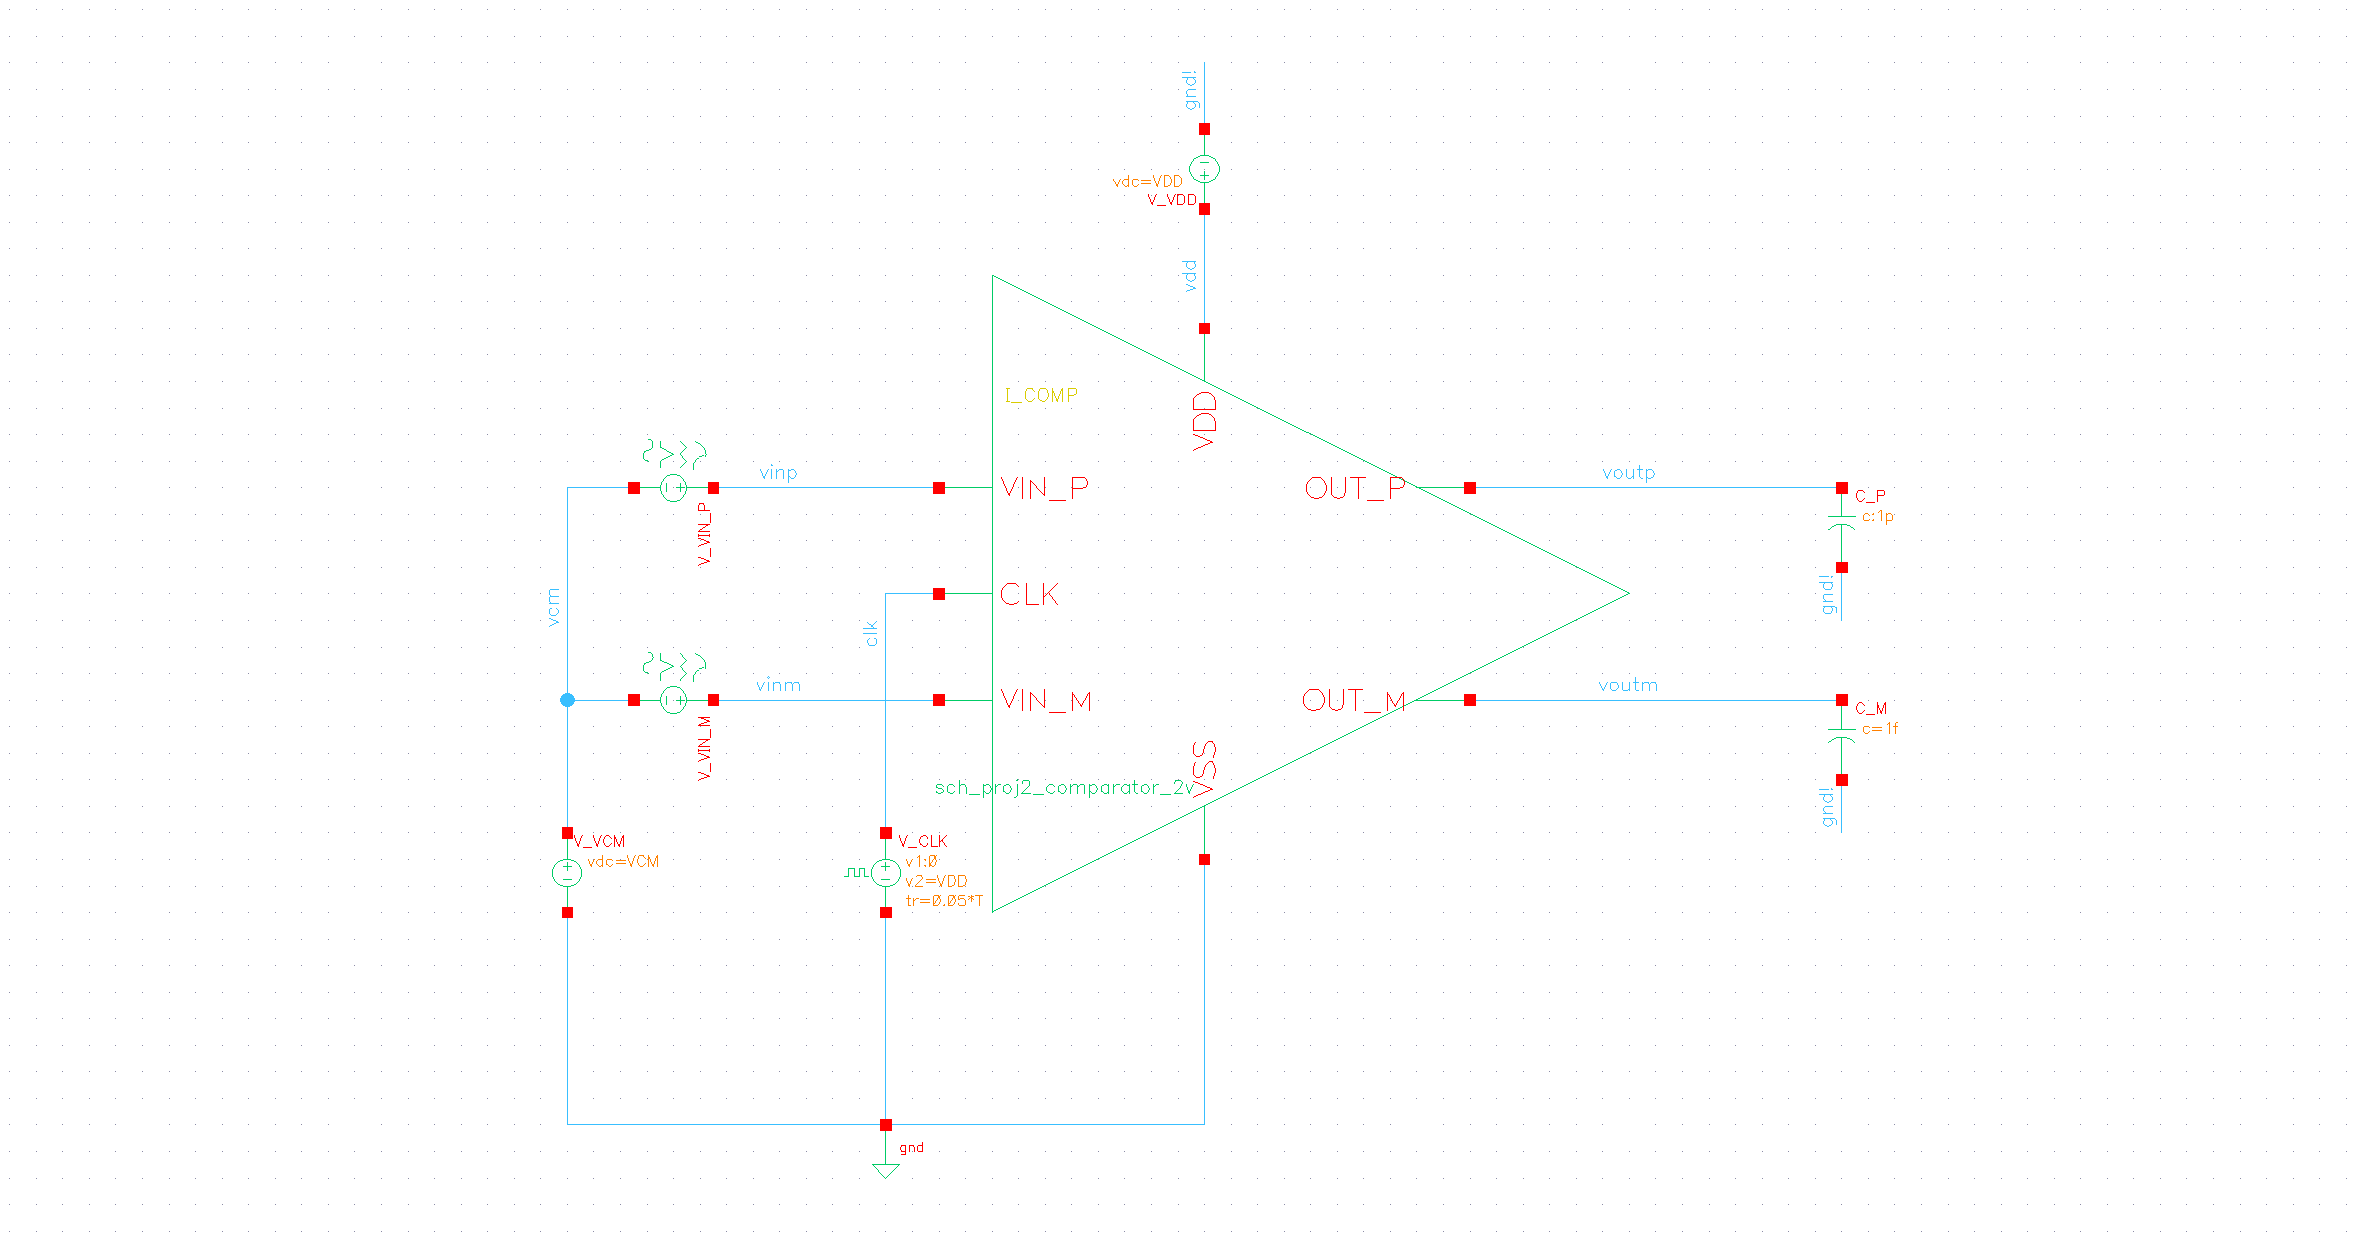 gnd!
vdc=VDD
V_VDD
vdd
I_COMP
VDD
vinp
VIN_P
OUT_P
voutp
C_P
c:1p
V_VIN_P
gnd!
vcm
clk
CLK
vinm
VIN_M
OUT_M
voutm
C_M
c=1f
V_VIN_M
VSS
sch_proj2_comparator_2v
gnd!
V_VCM
vdc=VCM
V_CLK
v1:0
v2=VDD
tr=0.05*T
gnd